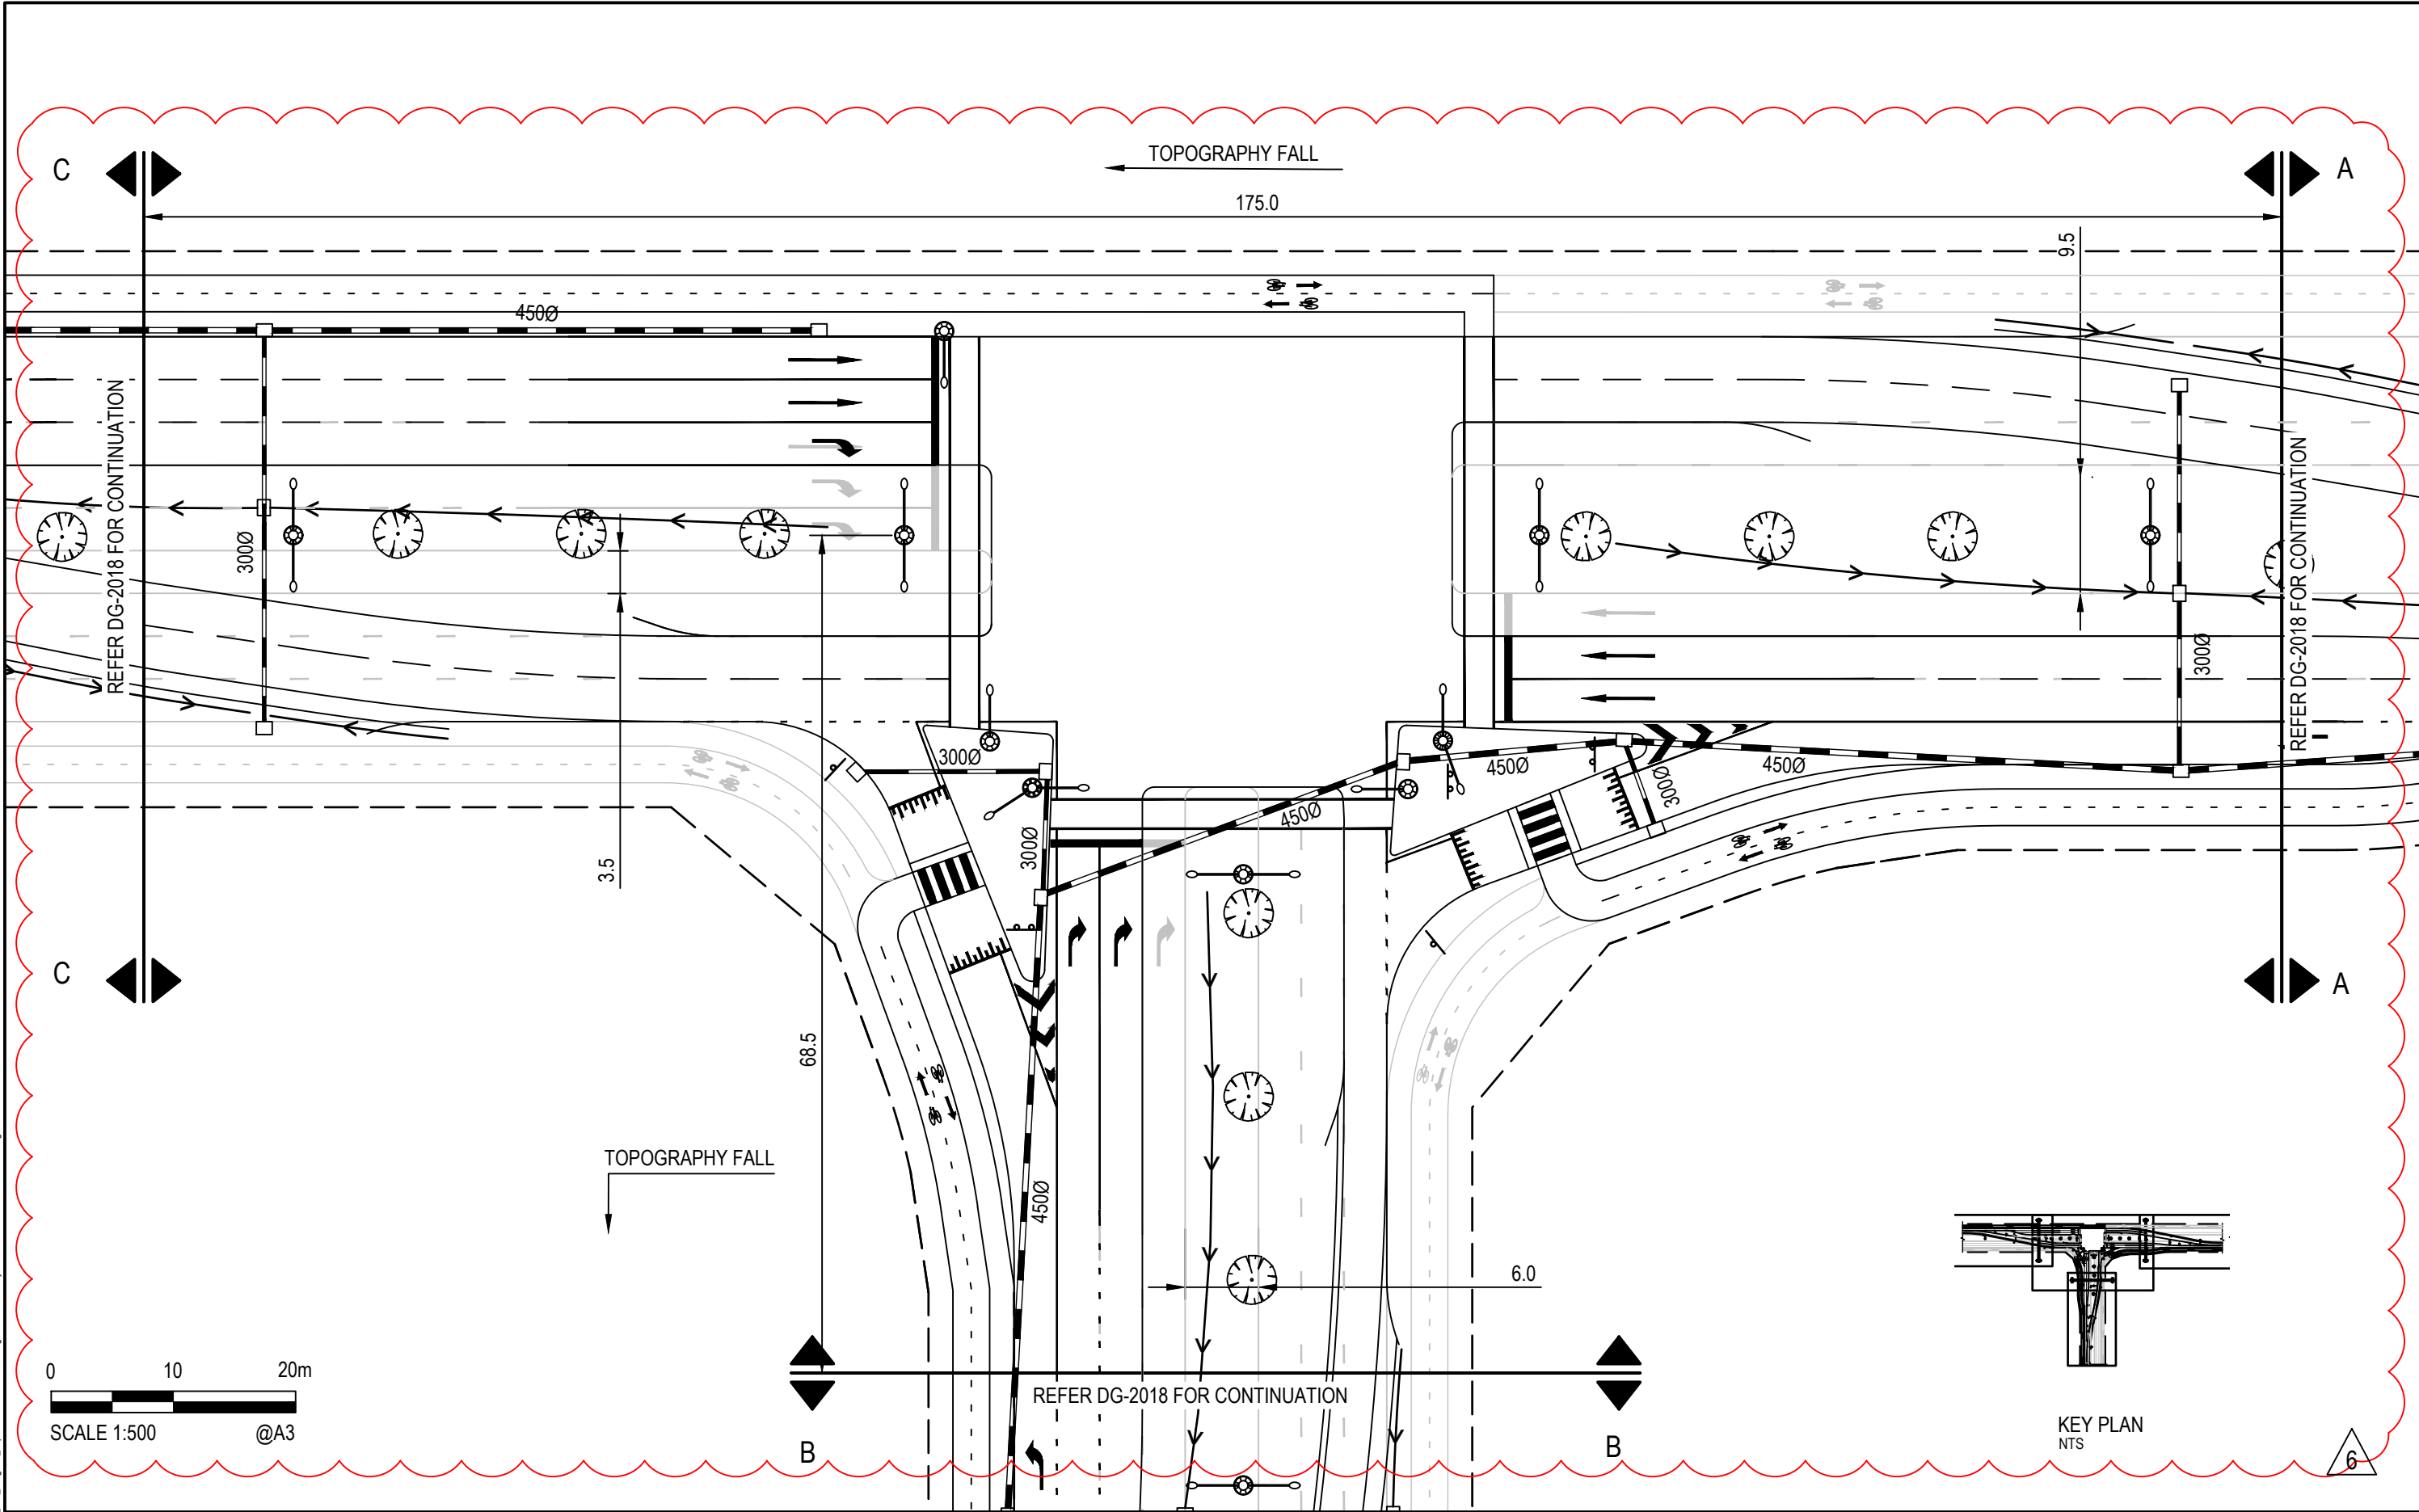 C
TOPOGRAPHY FALL
A
175.0
9.5
450Ø
REFER DG-2018 FOR CONTINUATION
300Ø
REFER DG-2018 FOR CONTINUATION
300Ø
300Ø
450Ø
450Ø
300Ø
450Ø
300Ø
3.5
C
A
68.5
TOPOGRAPHY FALL
450Ø
6.0
0 10 20m
SCALE 1:500 @A3
REFER DG-2018 FOR CONTINUATION
B
B
KEY PLAN
NTS
6